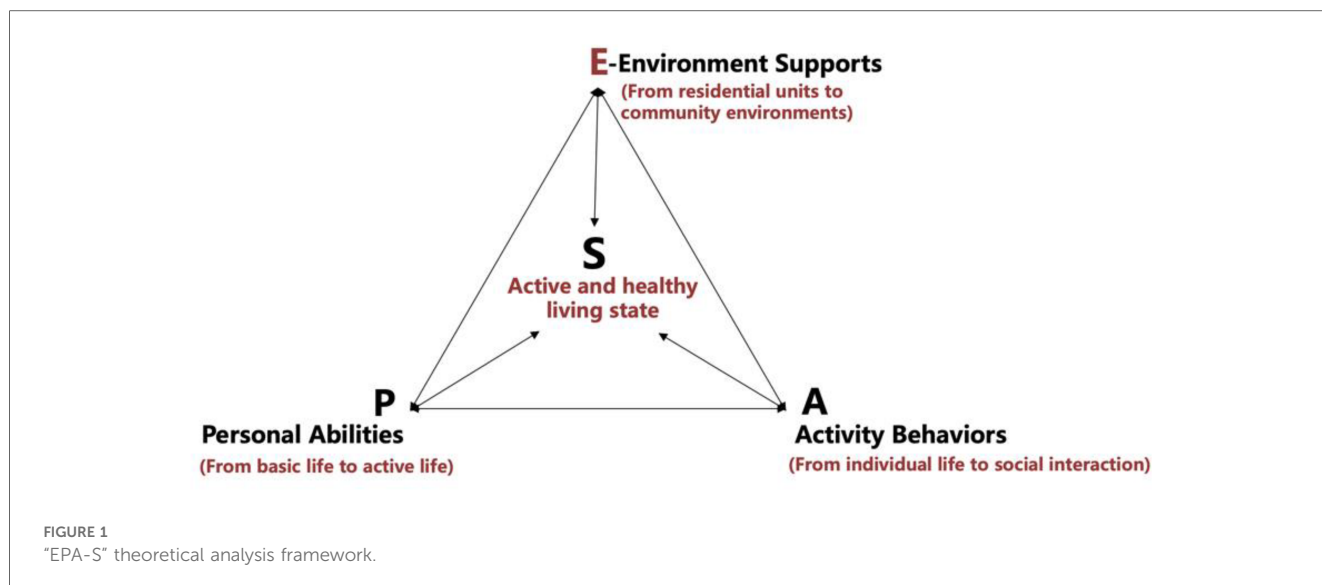 E-Environment Supports
(From residential units to
community environments)
S
Active and healthy
living state
P
Personal Abilities
(From basic life to active life)
A
Activity Behaviors
(From individual life to social interaction)
FIGURE 1
“EPA-S” theoretical analysis framework.